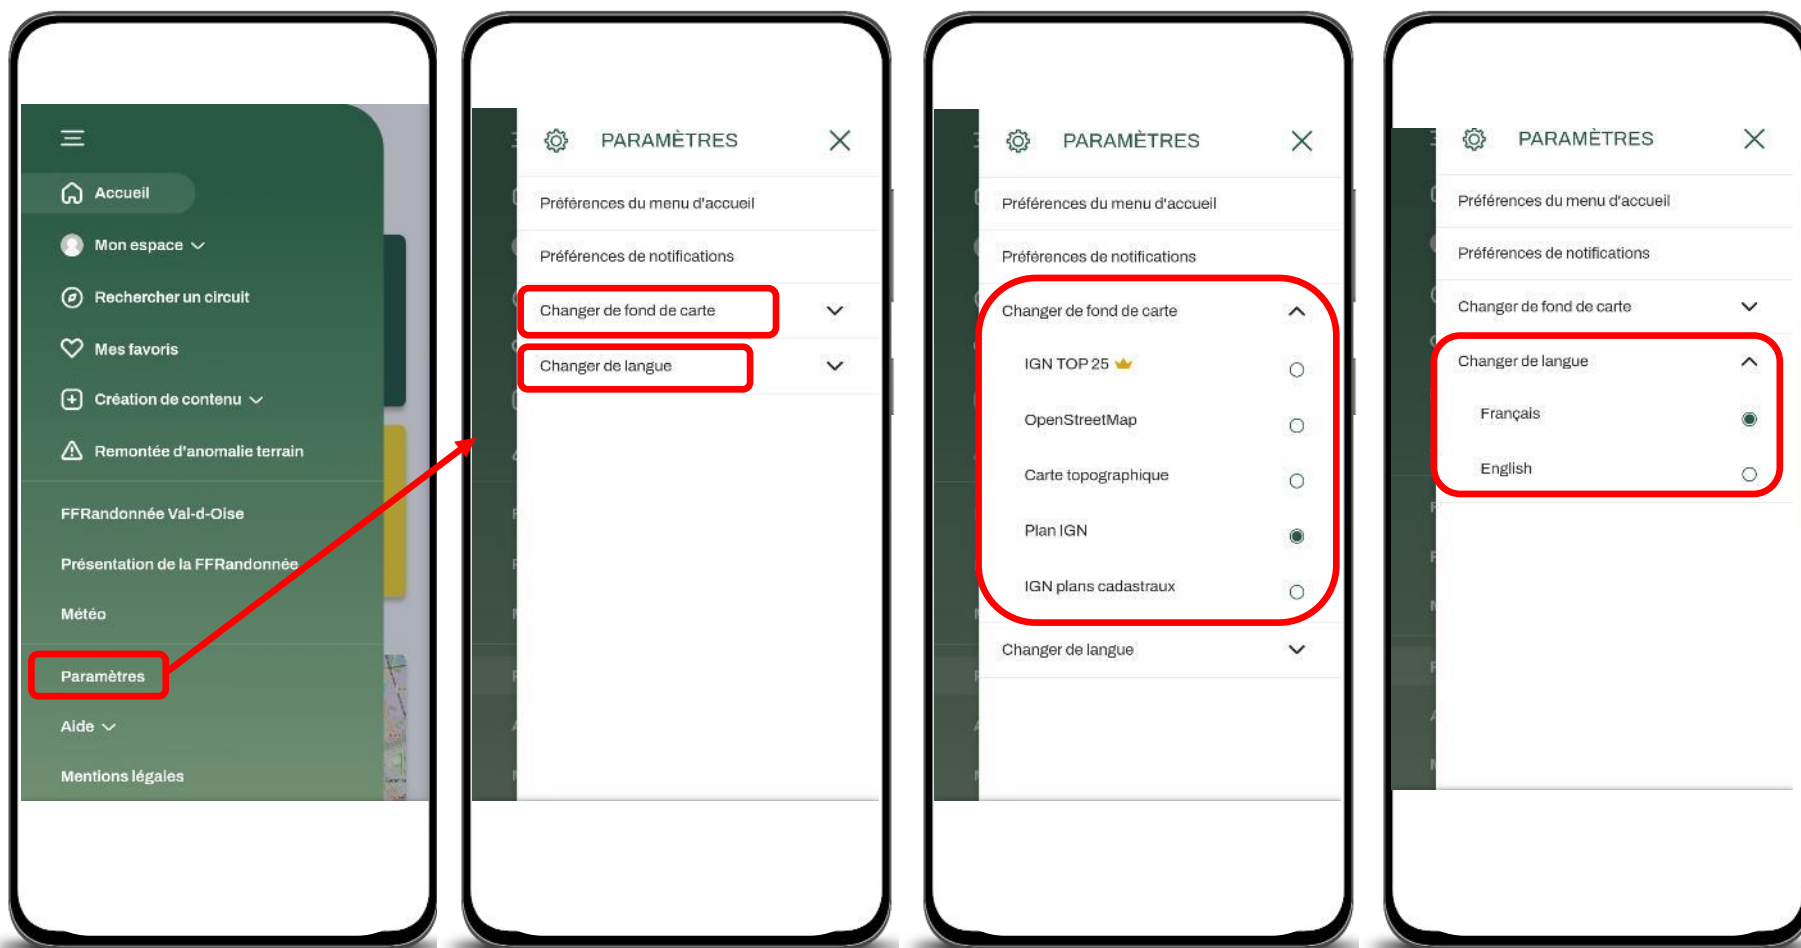 Accueil
Mon espace
Rechercher un circuit
Mes favoris
Création de contenu
Remontée d'anomalie terrain
FFRandonnée Val-d-Oise
Présentation de la FFRandonnée
Météo
Paramètres
Aide
Mentions légales
PARAMÈTRES
Préférences du menu d'accueil
Préférences de notifications
Changer de fond de carte
Changer de langue
PARAMÈTRES
Préférences du menu d'accueil
Préférences de notifications
Changer de fond de carte
IGN TOP 25
OpenStreetMap
Carte topographique
Plan IGN
IGN plans cadastraux
Changer de langue
PARAMÈTRES
Préférences du menu d'accueil
Préférences de notifications
Changer de fond de carte
Changer de langue
Français
English